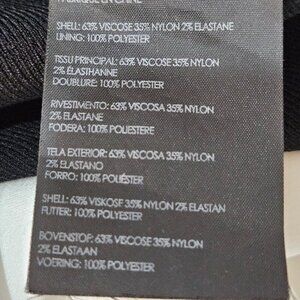 SHELL: 63% VISCOSE 35% NYLON 2% ELASTANE
LINING: 100% POLYESTER
TISSU PRINCIPAL: 63% VISCOSE 35% NYLON
2% ÉLASTHANNE
DOUBLURE: 100% POLYESTER
RIVESTIMENTO: 63% VISCOSA 35% NYLON
2% ELASTANE
FODERA: 100% POLIESTERE
TELA EXTERIOR: 63% VISCOSA 35% NYLON
2% ELASTANO
FORRO: 100% POLIÉSTER
SHELL: 63% VISKOSE 35% NYLON 2% ELASTAN
FUTTER: 100% POLYESTER
BOVENSTOF: 63% VISCOSE 35% NYLON
2% ELASTAAN
VOERING: 100% POLYESTER